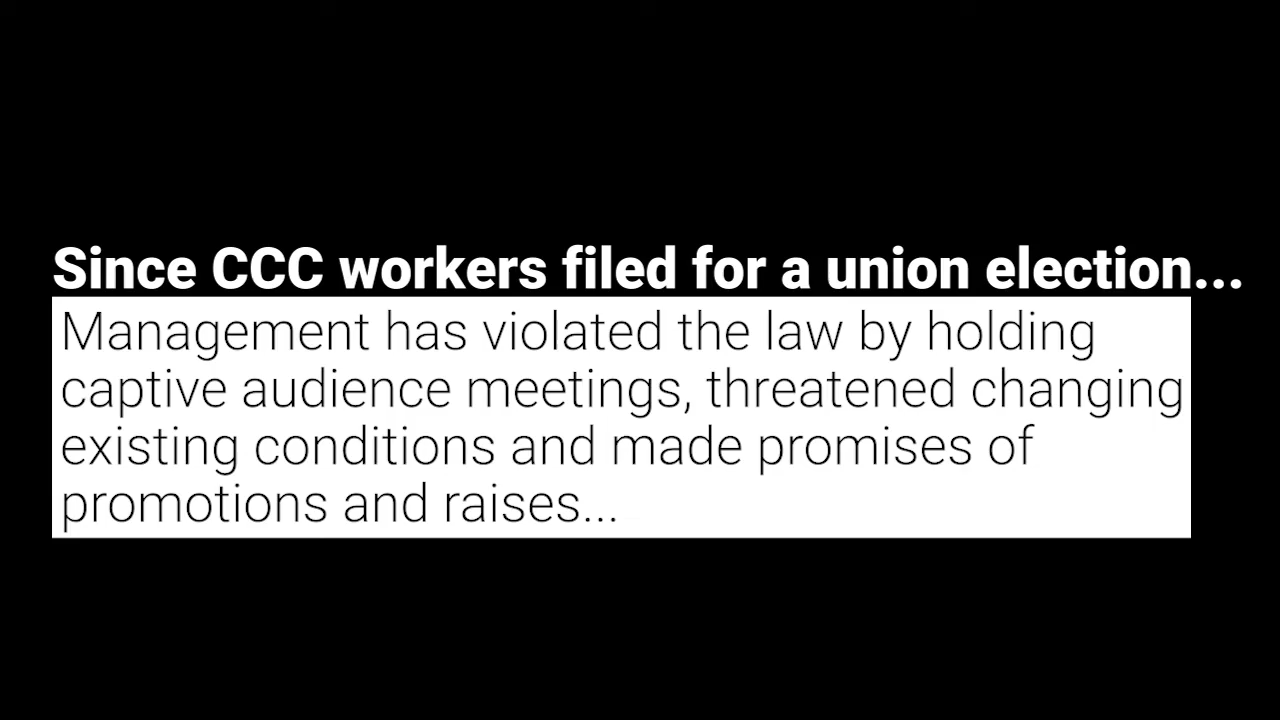 Since CCC workers filed for a union election...
Management has violated the law by holding
captive audience meetings, threatened changing
existing conditions and made promises of
promotions and raises...